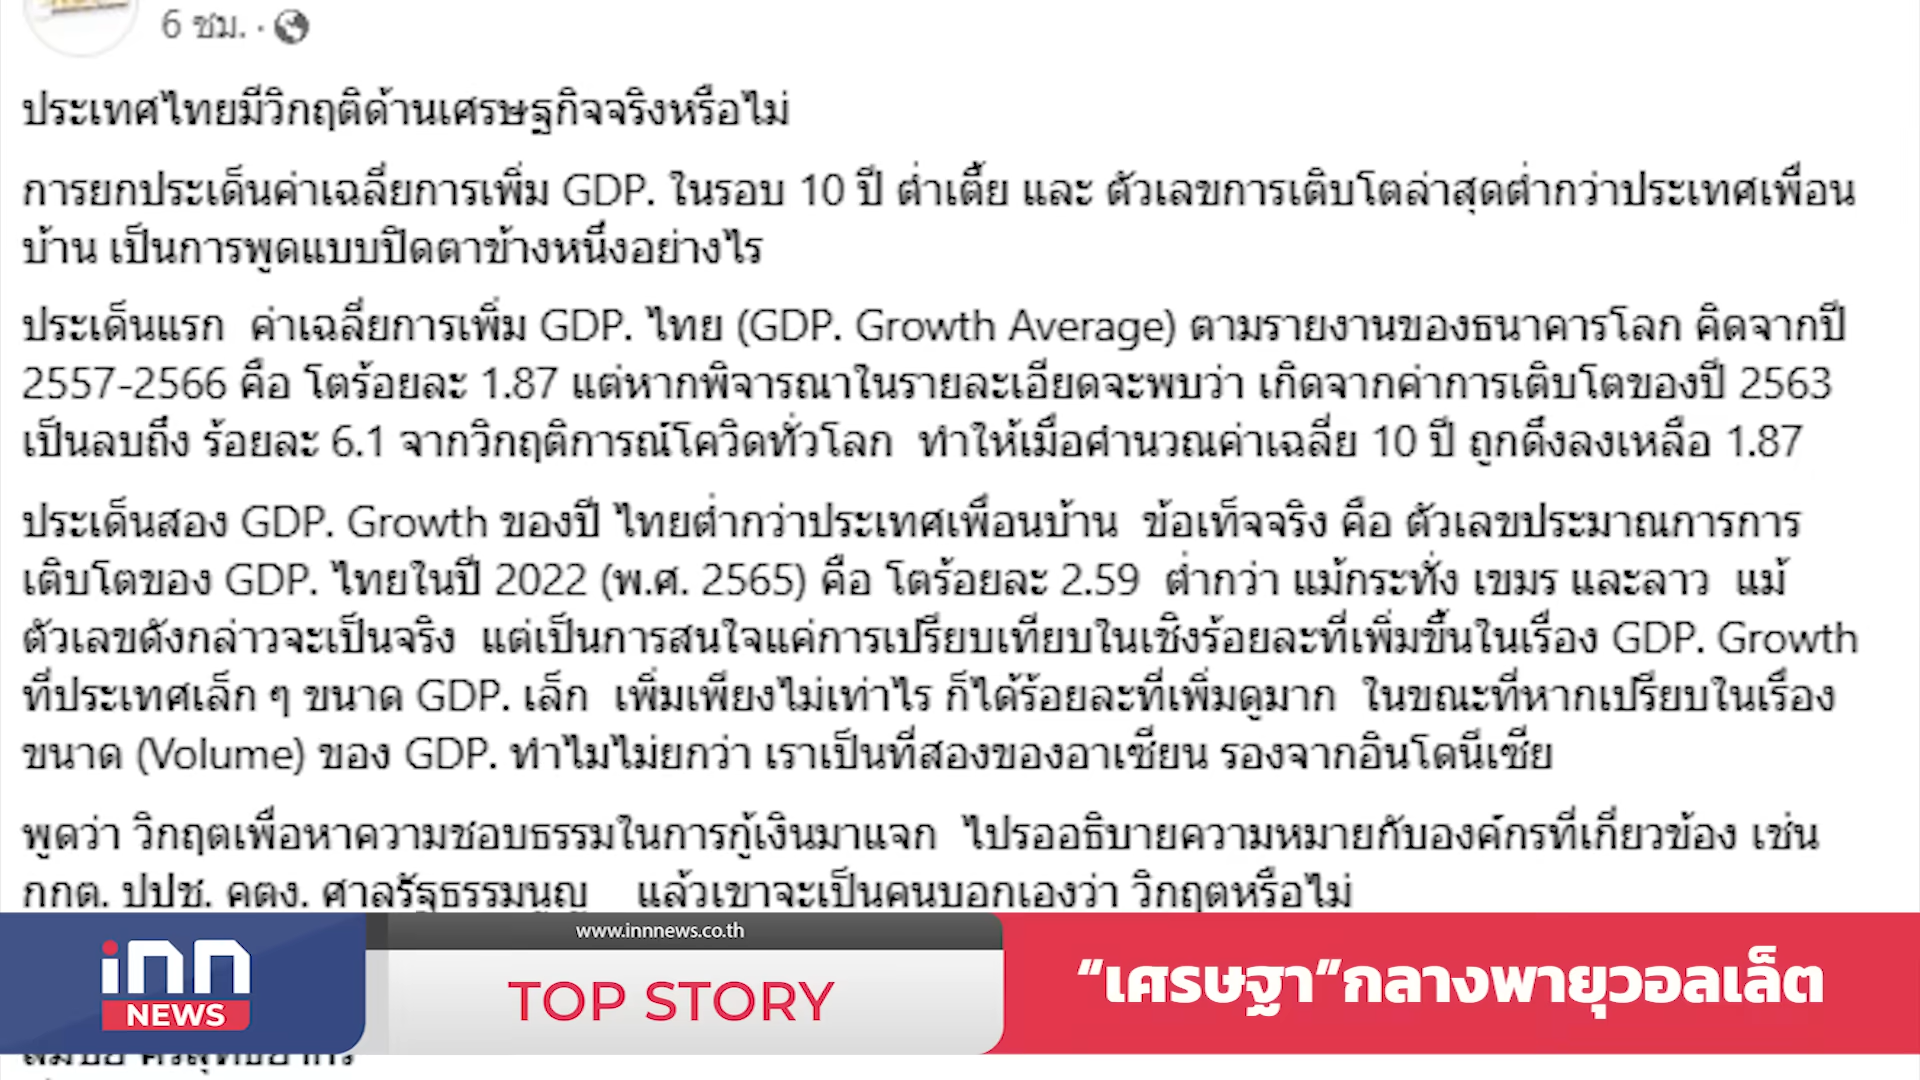 6 ชม.
ประเทศไทยมีวิกฤติด้านเศรษฐกิจจริงหรือไม่
การยกประเด็นค่าเฉลี่ยการเพิ่ม GDP. ในรอบ 10 ปี ต่ำเตี้ย และ ตัวเลขการเติบโตล่าสุดต่ำกว่าประเทศเพื่อน
บ้าน เป็นการพูดแบบปิดตาข้างหนึ่งอย่างไร
ประเด็นแรก ค่าเฉลี่ยการเพิ่ม GDP. ไทย (GDP. Growth Average) ตามรายงานของธนาคารโลก คิดจากปี
2557-2566 คือ โตร้อยละ 1.87 แต่หากพิจารณาในรายละเอียดจะพบว่า เกิดจากค่าการเติบโตของปี 2563
เป็นลบถึง ร้อยละ 6.1 จากวิกฤติการณ์โควิดทั่วโลก ทำให้เมื่อคำนวณค่าเฉลี่ย 10 ปี ถูกดึงลงเหลือ 1.87
ประเด็นสอง GDP. Growth ของปี ไทยต่ำกว่าประเทศเพื่อนบ้าน ข้อเท็จจริง คือ ตัวเลขประมาณการการ
เติบโตของ GDP. ไทยในปี 2022 (พ.ศ. 2565) คือ โตร้อยละ 2.59 ต่ำกว่า แม้กระทั่ง เขมร และลาว แม้
ตัวเลขดังกล่าวจะเป็นจริง แต่เป็นการสนใจแค่การเปรียบเทียบในเชิงร้อยละที่เพิ่มขึ้นในเรื่อง GDP. Growth
ที่ประเทศเล็ก ๆ ขนาด GDP. เล็ก เพิ่มเพียงไม่เท่าไร ก็ได้ร้อยละที่เพิ่มดูมาก ในขณะที่หากเปรียบในเรื่อง
ขนาด (Volume) ของ GDP. ทำไมไม่ยกว่า เราเป็นที่สองของอาเซียน รองจากอินโดนีเซีย
พูดว่า วิกฤตเพื่อหาความชอบธรรมในการกู้เงินมาแจก ไปรออธิบายความหมายกับองค์กรที่เกี่ยวข้อง เช่น
กกต. ปปช. คตง. ศาลรัฐธรรมนูญ แล้วเขาจะเป็นคนบอกเองว่า วิกฤตหรือไม่
www.innnews.co.th
inn
NEWS
TOP STORY
“เศรษฐา”กลางพายุวอลเล็ต